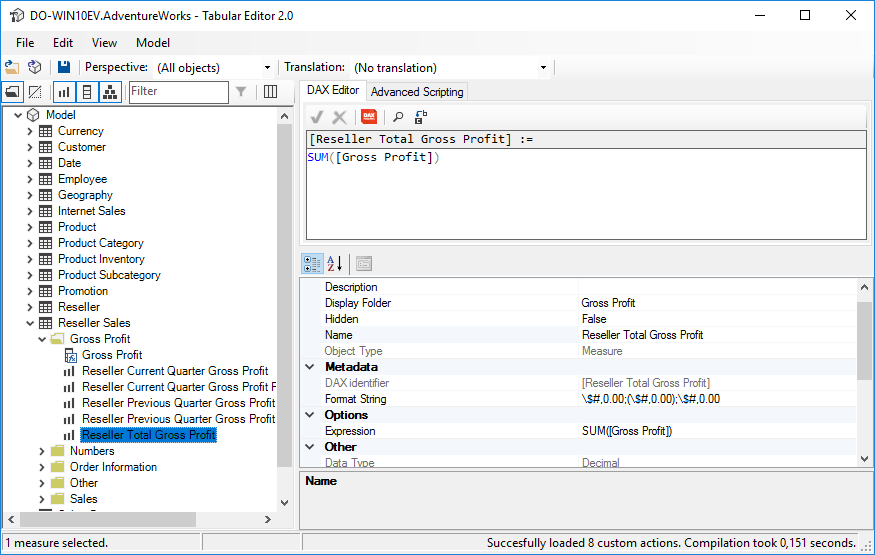 DO-WIN10EV.AdventureWorks - Tabular Editor 2.0
File Edit View Model
Perspective: (All objects) Translation: (No translation)
Filter
DAX Editor Advanced Scripting
Model
Currency
Customer
Date
Employee
Geography
Internet Sales
Product
Product Category
Product Inventory
Product Subcategory
Promotion
Reseller
Reseller Sales
Gross Profit
Gross Profit
Reseller Current Quarter Gross Profit
Reseller Current Quarter Gross Profit F
Reseller Previous Quarter Gross Profit
Reseller Previous Quarter Gross Profit
Reseller Total Gross Profit
Numbers
Order Information
Other
Sales
DAX
[Reseller Total Gross Profit] :=
SUM([Gross Profit])
Description
Display Folder Gross Profit
Hidden False
Name Reseller Total Gross Profit
Object Type Measure
Metadata
DAX identifier [Reseller Total Gross Profit]
Format String \$#,0.00;(\$#,0.00);\$#,0.00
Options
Expression SUM([Gross Profit])
Other
Data Type Decimal
Name
1 measure selected. Succesfully loaded 8 custom actions. Compilation took 0,151 seconds.